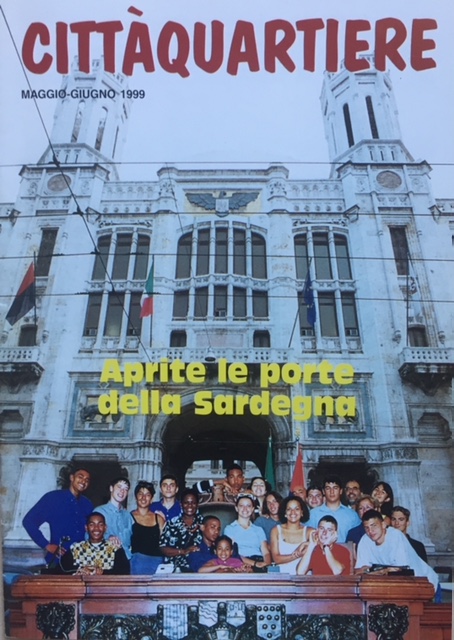 CITTÀQUARTIERE
MAGGIO-GIUGNO 1999
Aprite le porte
della Sardegna